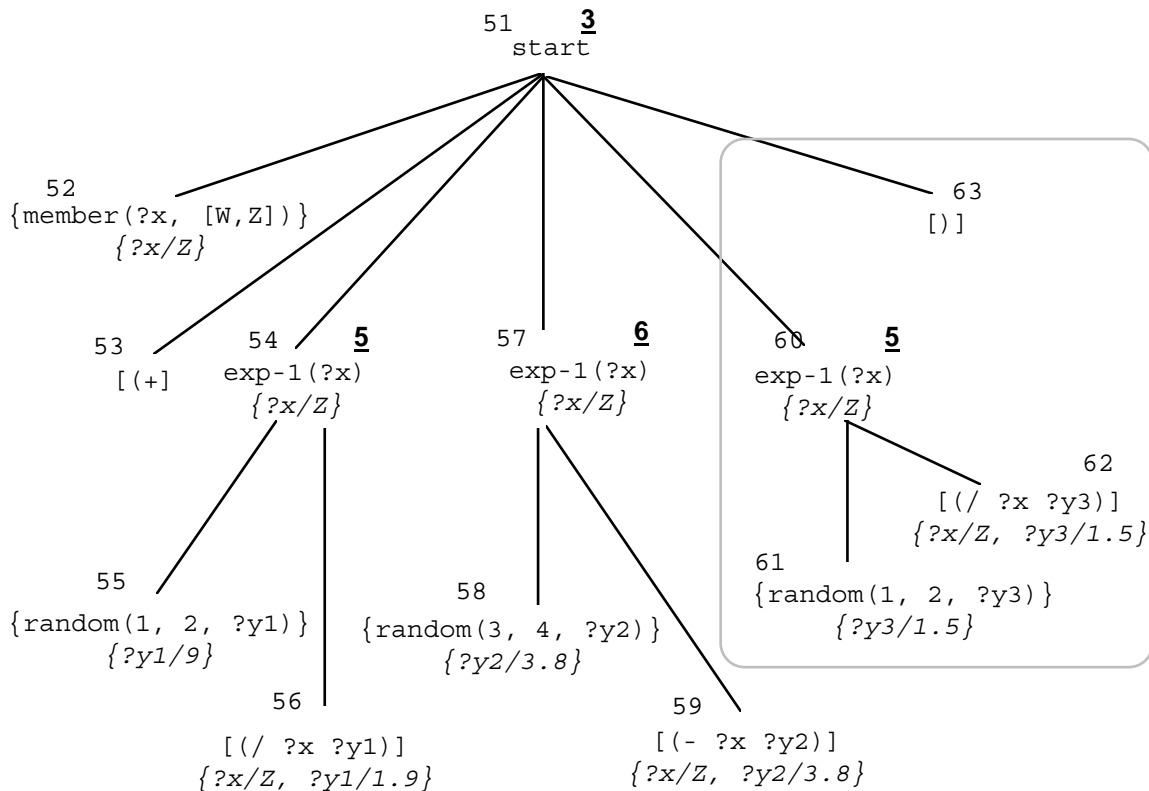 51 3
start
52
{member(?x, [W,Z])}
{?x/Z}
63
[)]
53
[(+]
54 5
exp-1(?x)
{?x/Z}
57 6
exp-1(?x)
{?x/Z}
60 5
exp-1(?x)
{?x/Z}
62
[(/ ?x ?y3)]
{?x/Z, ?y3/1.5}
55
{random(1, 2, ?y1)}
{?y1/9}
58
{random(3, 4, ?y2)}
{?y2/3.8}
61
{random(1, 2, ?y3)}
{?y3/1.5}
56
[(/ ?x ?y1)]
{?x/Z, ?y1/1.9}
59
[(- ?x ?y2)]
{?x/Z, ?y2/3.8}